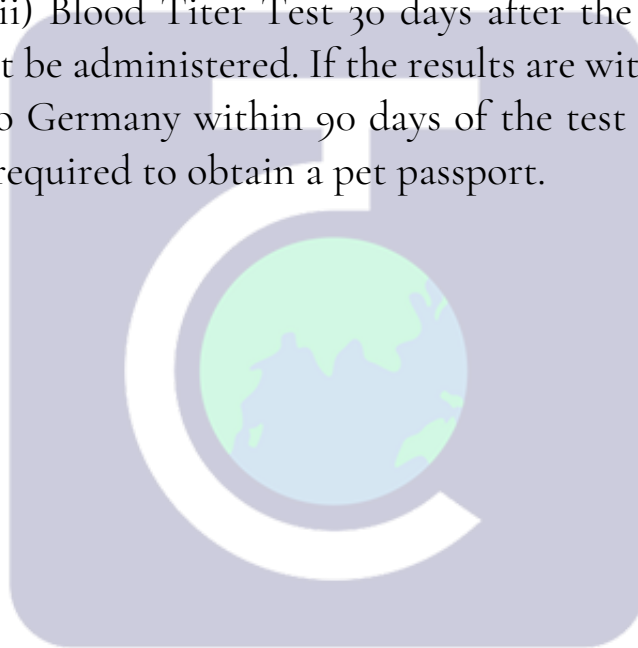 ii) Blood Titer Test 30 days after the
t be administered. If the results are wit
o Germany within 90 days of the test
required to obtain a pet passport.